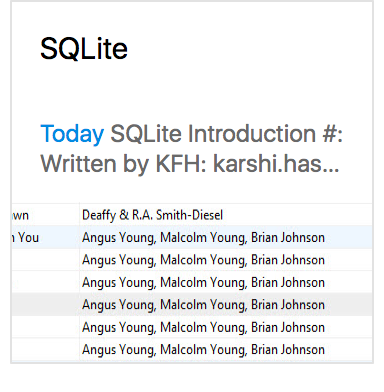 SQLite
Today SQLite Introduction #:
Written by KFH: karshi.has...
Deaffy & R.A. Smith-Diesel
You Angus Young, Malcolm Young, Brian Johnson
Angus Young, Malcolm Young, Brian Johnson
Angus Young, Malcolm Young, Brian Johnson
Angus Young, Malcolm Young, Brian Johnson
Angus Young, Malcolm Young, Brian Johnson
Angus Young, Malcolm Young, Brian Johnson